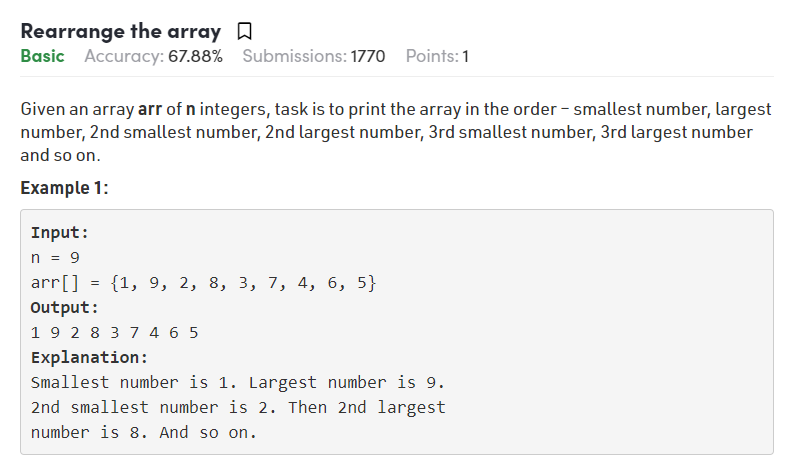 Rearrange the array
Basic Accuracy: 67.88% Submissions: 1770 Points: 1
Given an array arr of n integers, task is to print the array in the order – smallest number, largest
number, 2nd smallest number, 2nd largest number, 3rd smallest number, 3rd largest number
and so on.
Example 1:
Input:
n = 9
arr[] = {1, 9, 2, 8, 3, 7, 4, 6, 5}
Output:
1 9 2 8 3 7 4 6 5
Explanation:
Smallest number is 1. Largest number is 9.
2nd smallest number is 2. Then 2nd largest
number is 8. And so on.